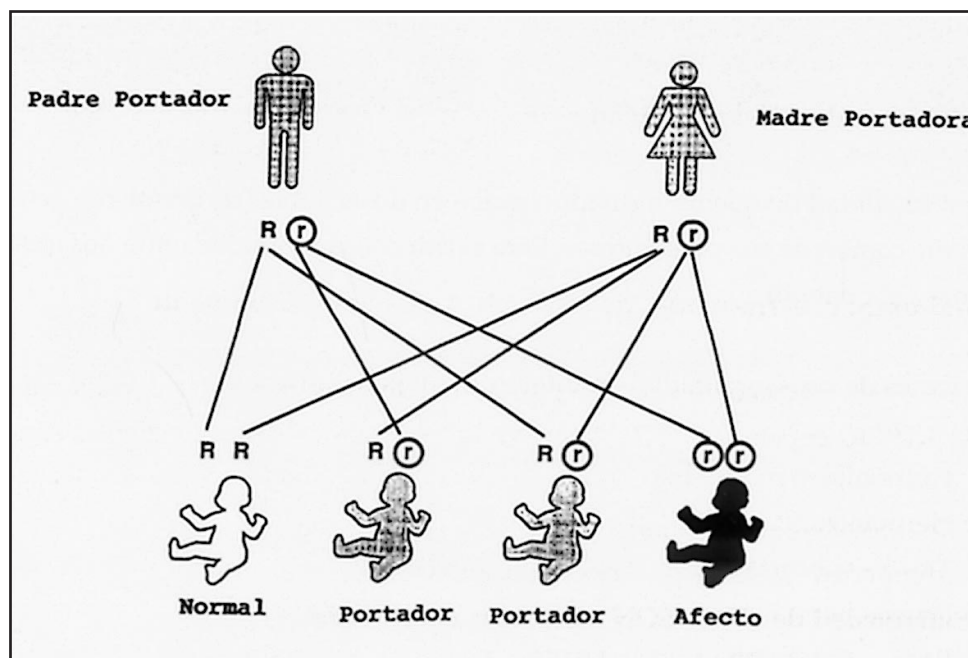 Padre Portador
Madre Portadora
R r
R r
R R
R r
R r
r r
Normal
Portador
Portador
Afecto